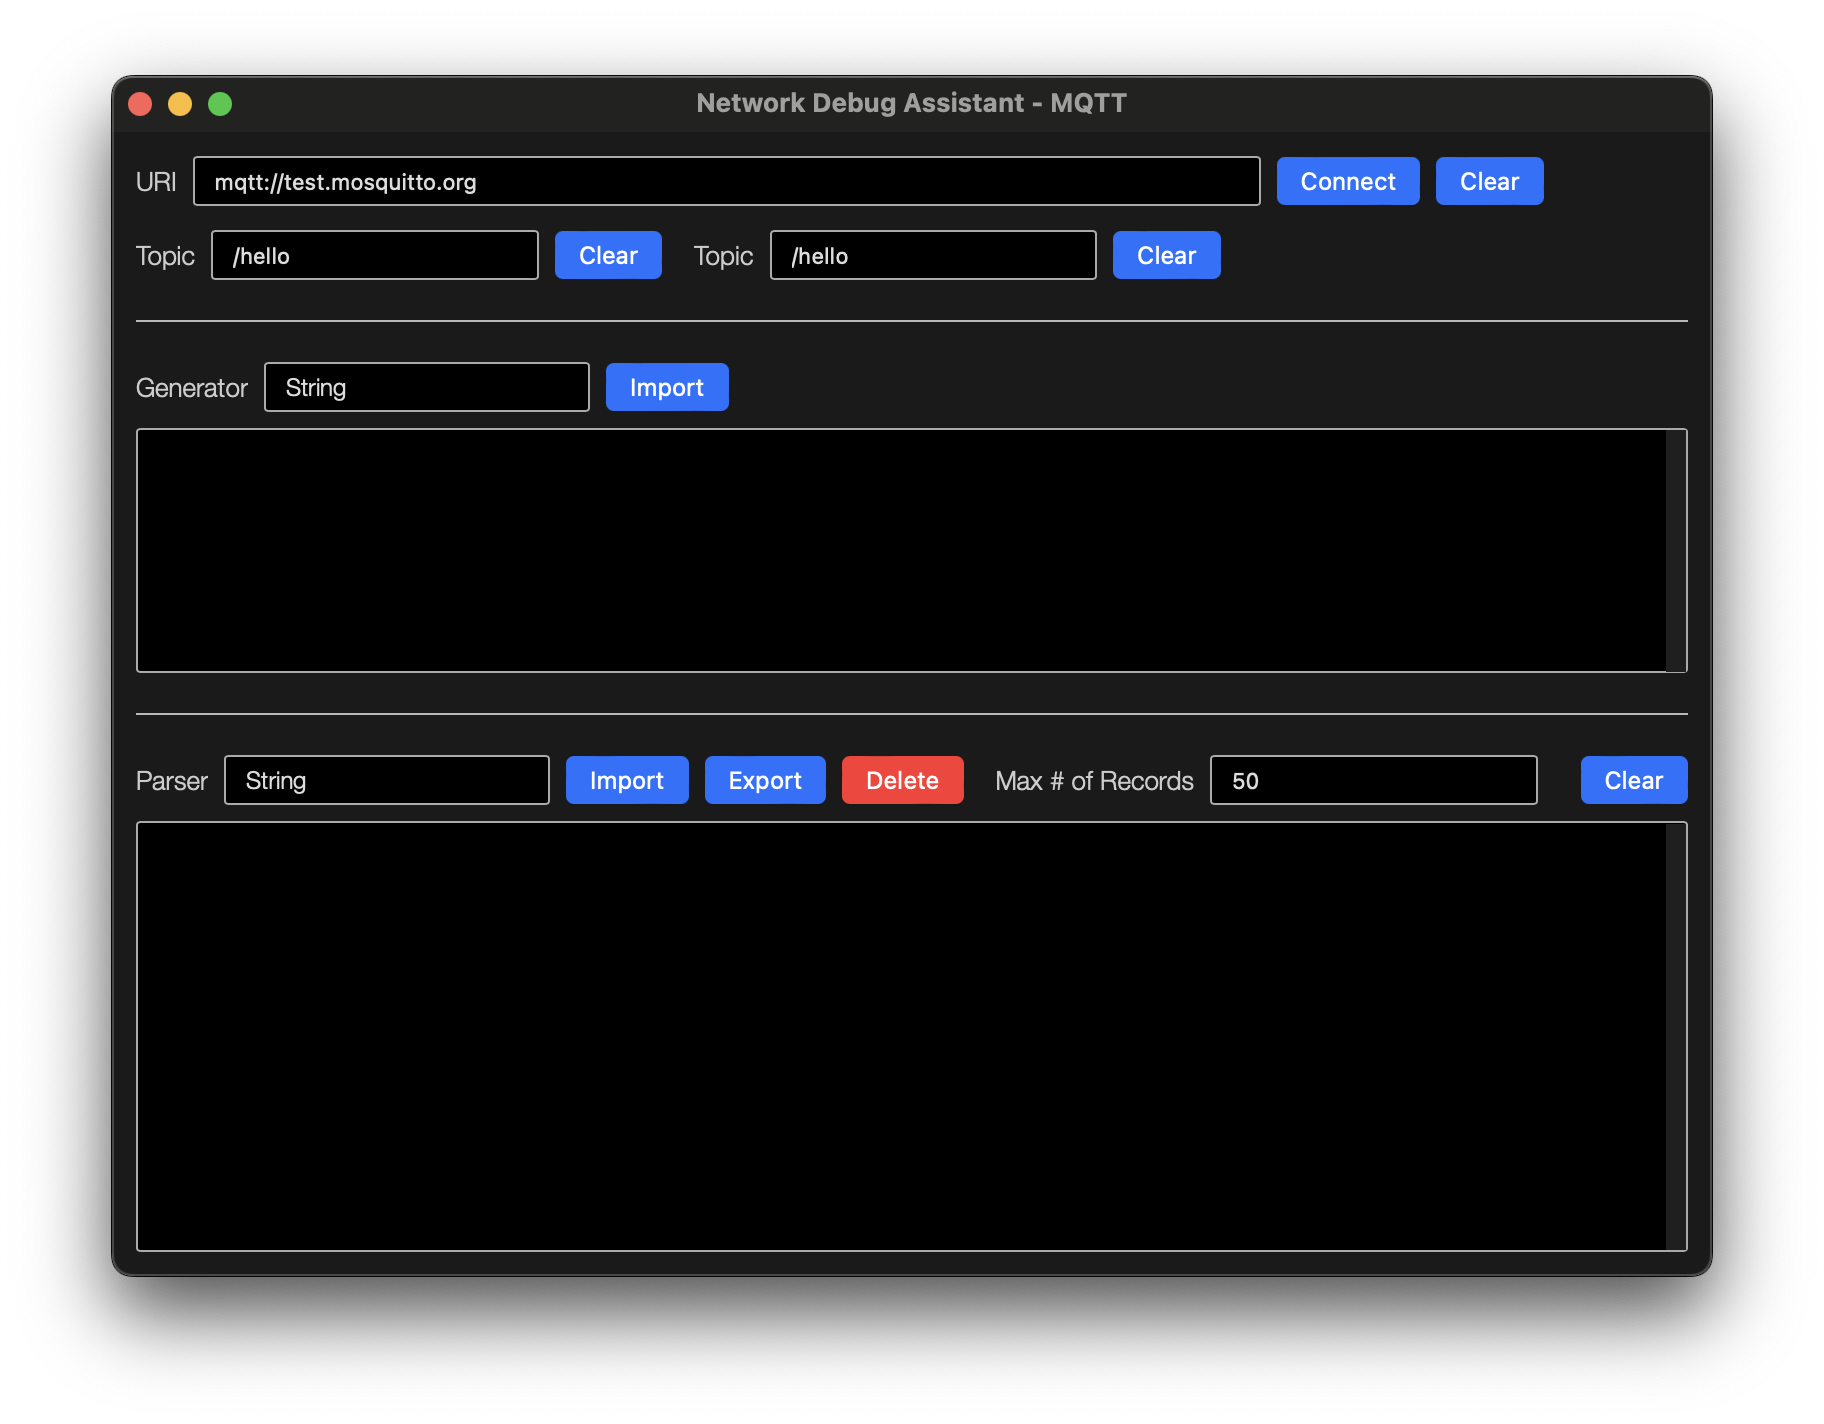 Network Debug Assistant - MQTT
URI mqtt://test.mosquitto.org Connect Clear
Topic /hello Clear Topic /hello Clear
Generator String Import
Parser String Import Export Delete Max # of Records 50 Clear